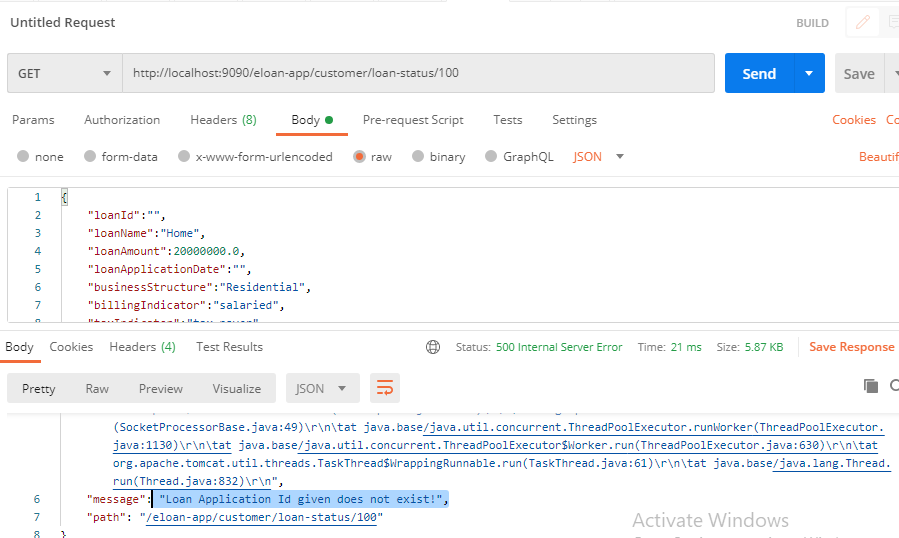 Untitled Request
BUILD
GET
http://localhost:9090/eloan-app/customer/loan-status/100
Send
Save
Params
Authorization
Headers (8)
Body
Pre-request Script
Tests
Settings
Cookies
Co
none
form-data
x-www-form-urlencoded
raw
binary
GraphQL
JSON
Beautif
1 {
2 "loanId":"",
3 "loanName":"Home",
4 "loanAmount":20000000.0,
5 "loanApplicationDate":"",
6 "businessStructure":"Residential",
7 "billingIndicator":"salaried",
Body
Cookies
Headers (4)
Test Results
Status: 500 Internal Server Error
Time: 21 ms
Size: 5.87 KB
Save Response
Pretty
Raw
Preview
Visualize
JSON
(SocketProcessorBase.java:49)\r\n\tat java.base/java.util.concurrent.ThreadPoolExecutor.runWorker(ThreadPoolExecutor.
java:1130)\r\n\tat java.base/java.util.concurrent.ThreadPoolExecutor$Worker.run(ThreadPoolExecutor.java:630)\r\n\tat
org.apache.tomcat.util.threads.TaskThread$WrappingRunnable.run(TaskThread.java:61)\r\n\tat java.base/java.lang.Thread.
run(Thread.java:832)\r\n",
6 "message": "Loan Application Id given does not exist!",
7 "path": "/eloan-app/customer/loan-status/100"
8 }
Activate Windows